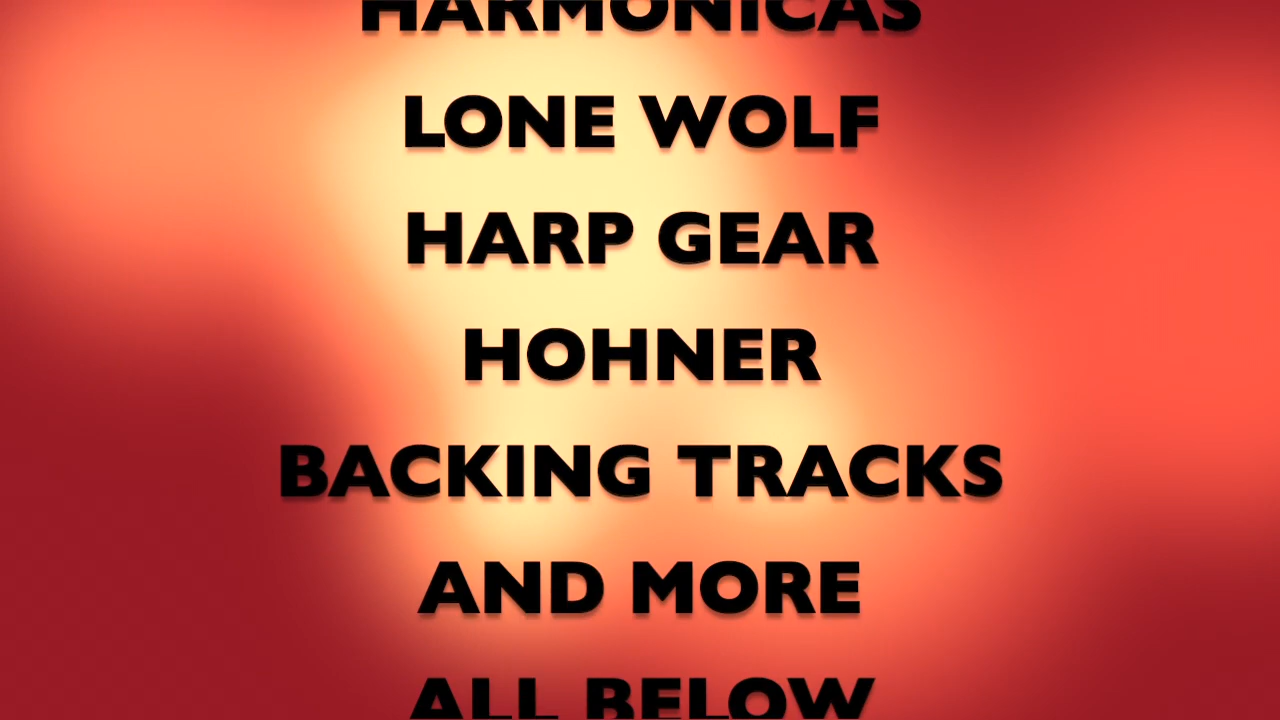 HARMONICAS
LONE WOLF
HARP GEAR
HOHNER
BACKING TRACKS
AND MORE
ALL BELOW